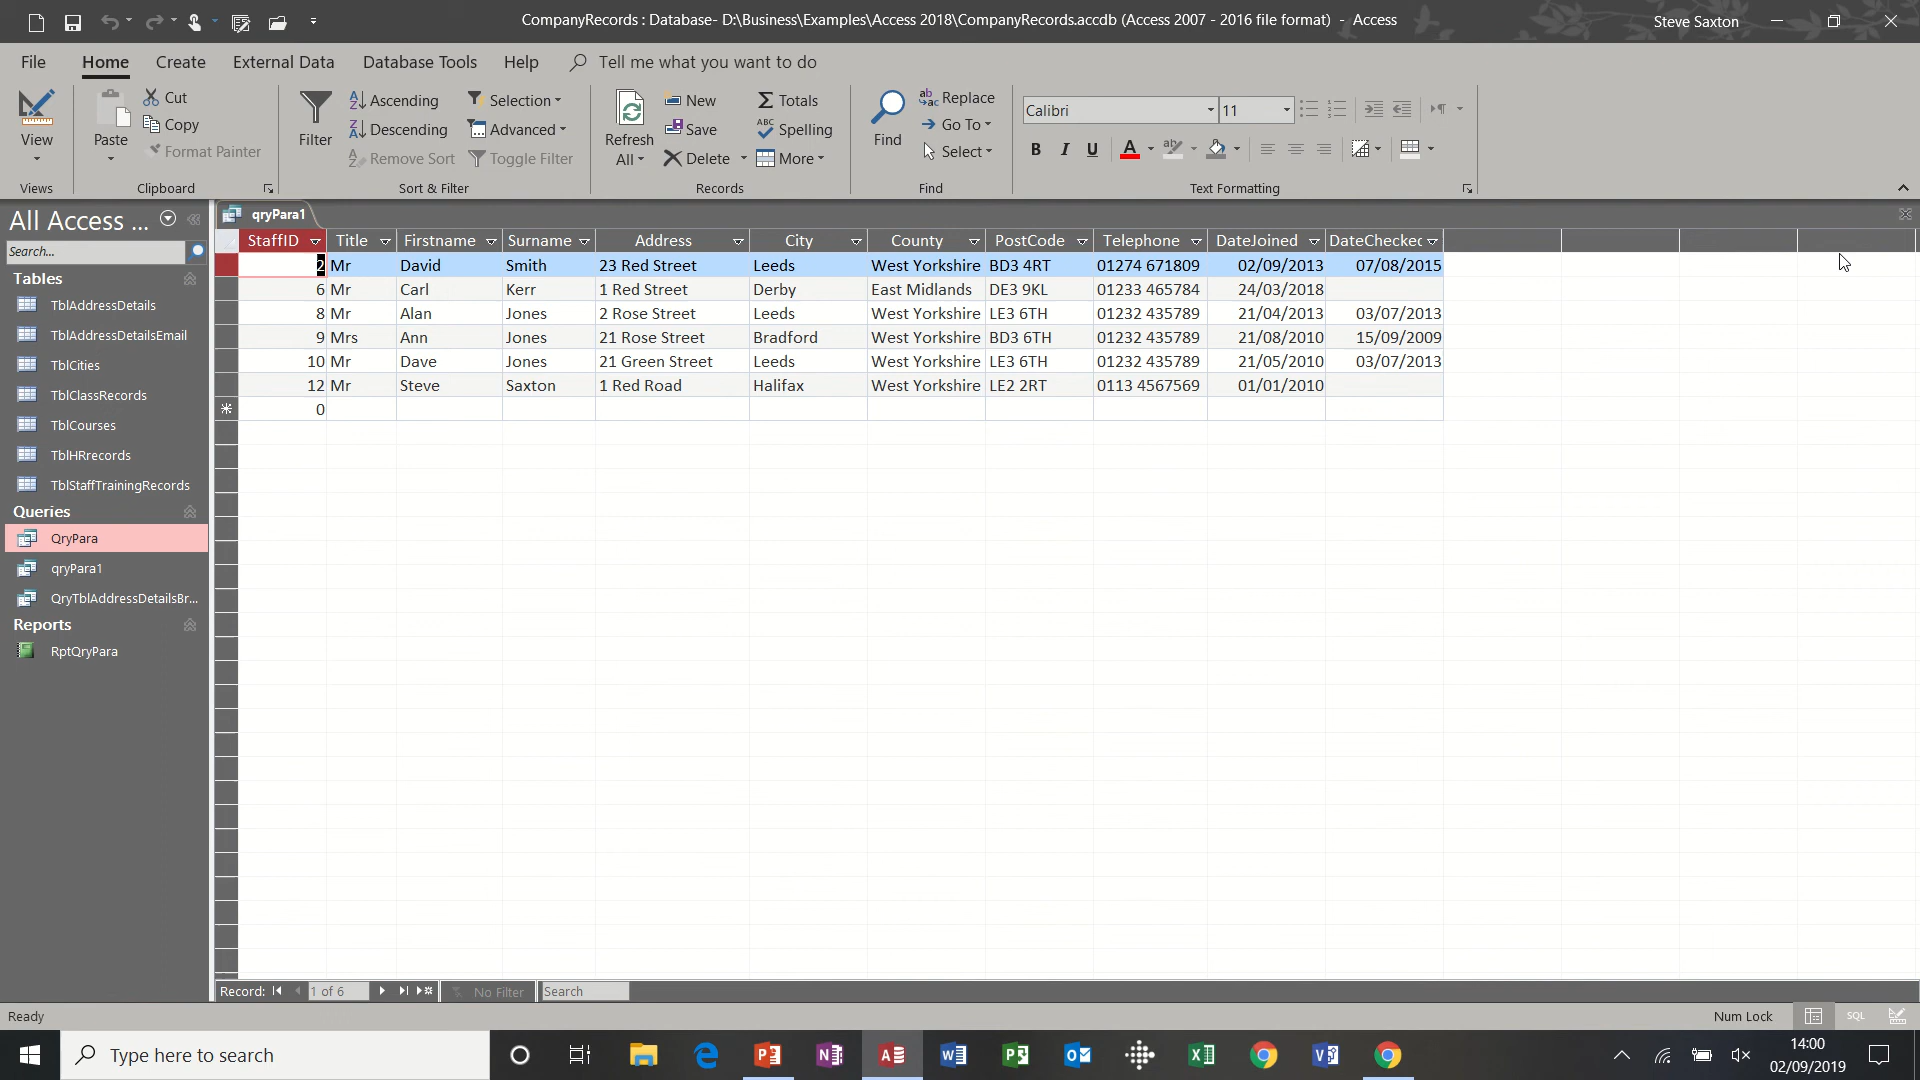 CompanyRecords : Database- D:\Business\Examples\Access 2018\CompanyRecords.accdb (Access 2007 - 2016 file format) - Access
Steve Saxton
File Home Create External Data Database Tools Help Tell me what you want to do
View
Views
Paste
Cut
Copy
Format Painter
Clipboard
Filter
Ascending
Descending
Remove Sort
Selection
Advanced
Toggle Filter
Sort & Filter
Refresh
All
New
Save
Delete
Totals
Spelling
More
Records
Find
Replace
Go To
Select
Find
Calibri 11
B I U
Text Formatting
All Access ...
Search...
Tables
TblAddressDetails
TblAddressDetailsEmail
TblCities
TblClassRecords
TblCourses
TblHRrecords
TblStaffTrainingRecords
Queries
QryPara
qryPara1
QryTblAddressDetailsBr...
Reports
RptQryPara
qryPara1
StaffID Title Firstname Surname Address City County PostCode Telephone DateJoined DateChecked
2 Mr David Smith 23 Red Street Leeds West Yorkshire BD3 4RT 01274 671809 02/09/2013 07/08/2015
6 Mr Carl Kerr 1 Red Street Derby East Midlands DE3 9KL 01233 465784 24/03/2018
8 Mr Alan Jones 2 Rose Street Leeds West Yorkshire LE3 6TH 01232 435789 21/04/2013 03/07/2013
9 Mrs Ann Jones 21 Rose Street Bradford West Yorkshire BD3 6TH 01232 435789 21/08/2010 15/09/2009
10 Mr Dave Jones 21 Green Street Leeds West Yorkshire LE3 6TH 01232 435789 21/05/2010 03/07/2013
12 Mr Steve Saxton 1 Red Road Halifax West Yorkshire LE2 2RT 0113 4567569 01/01/2010
0
Record: 1 of 6 No Filter Search
Ready
Num Lock
SQL
Type here to search
14:00
02/09/2019